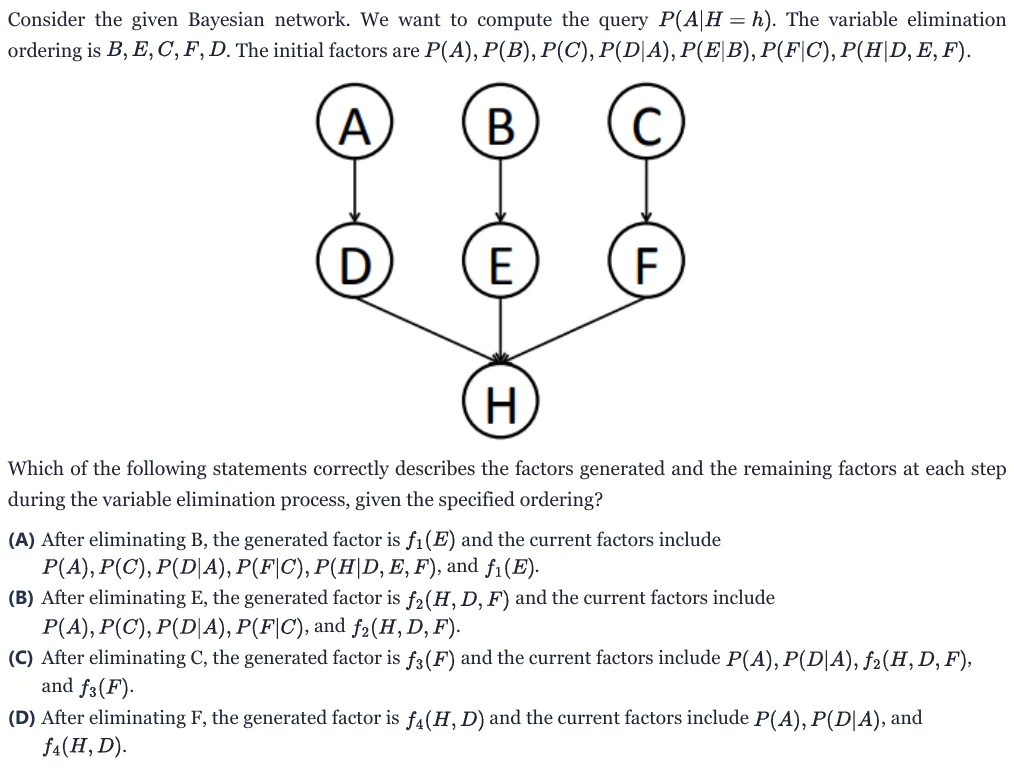 Consider the given Bayesian network. We want to compute the query P(A|H = h). The variable elimination
ordering is B, E, C, F, D. The initial factors are P(A), P(B), P(C), P(D|A), P(E|B), P(F|C), P(H|D, E, F).
A B C
D E F
H
Which of the following statements correctly describes the factors generated and the remaining factors at each step
during the variable elimination process, given the specified ordering?
(A) After eliminating B, the generated factor is f₁(E) and the current factors include
P(A), P(C), P(D|A), P(F|C), P(H|D, E, F), and f₁(E).
(B) After eliminating E, the generated factor is f₂(H, D, F) and the current factors include
P(A), P(C), P(D|A), P(F|C), and f₂(H, D, F).
(C) After eliminating C, the generated factor is f₃(F) and the current factors include P(A), P(D|A), f₂(H, D, F),
and f₃(F).
(D) After eliminating F, the generated factor is f₄(H, D) and the current factors include P(A), P(D|A), and
f₄(H, D).